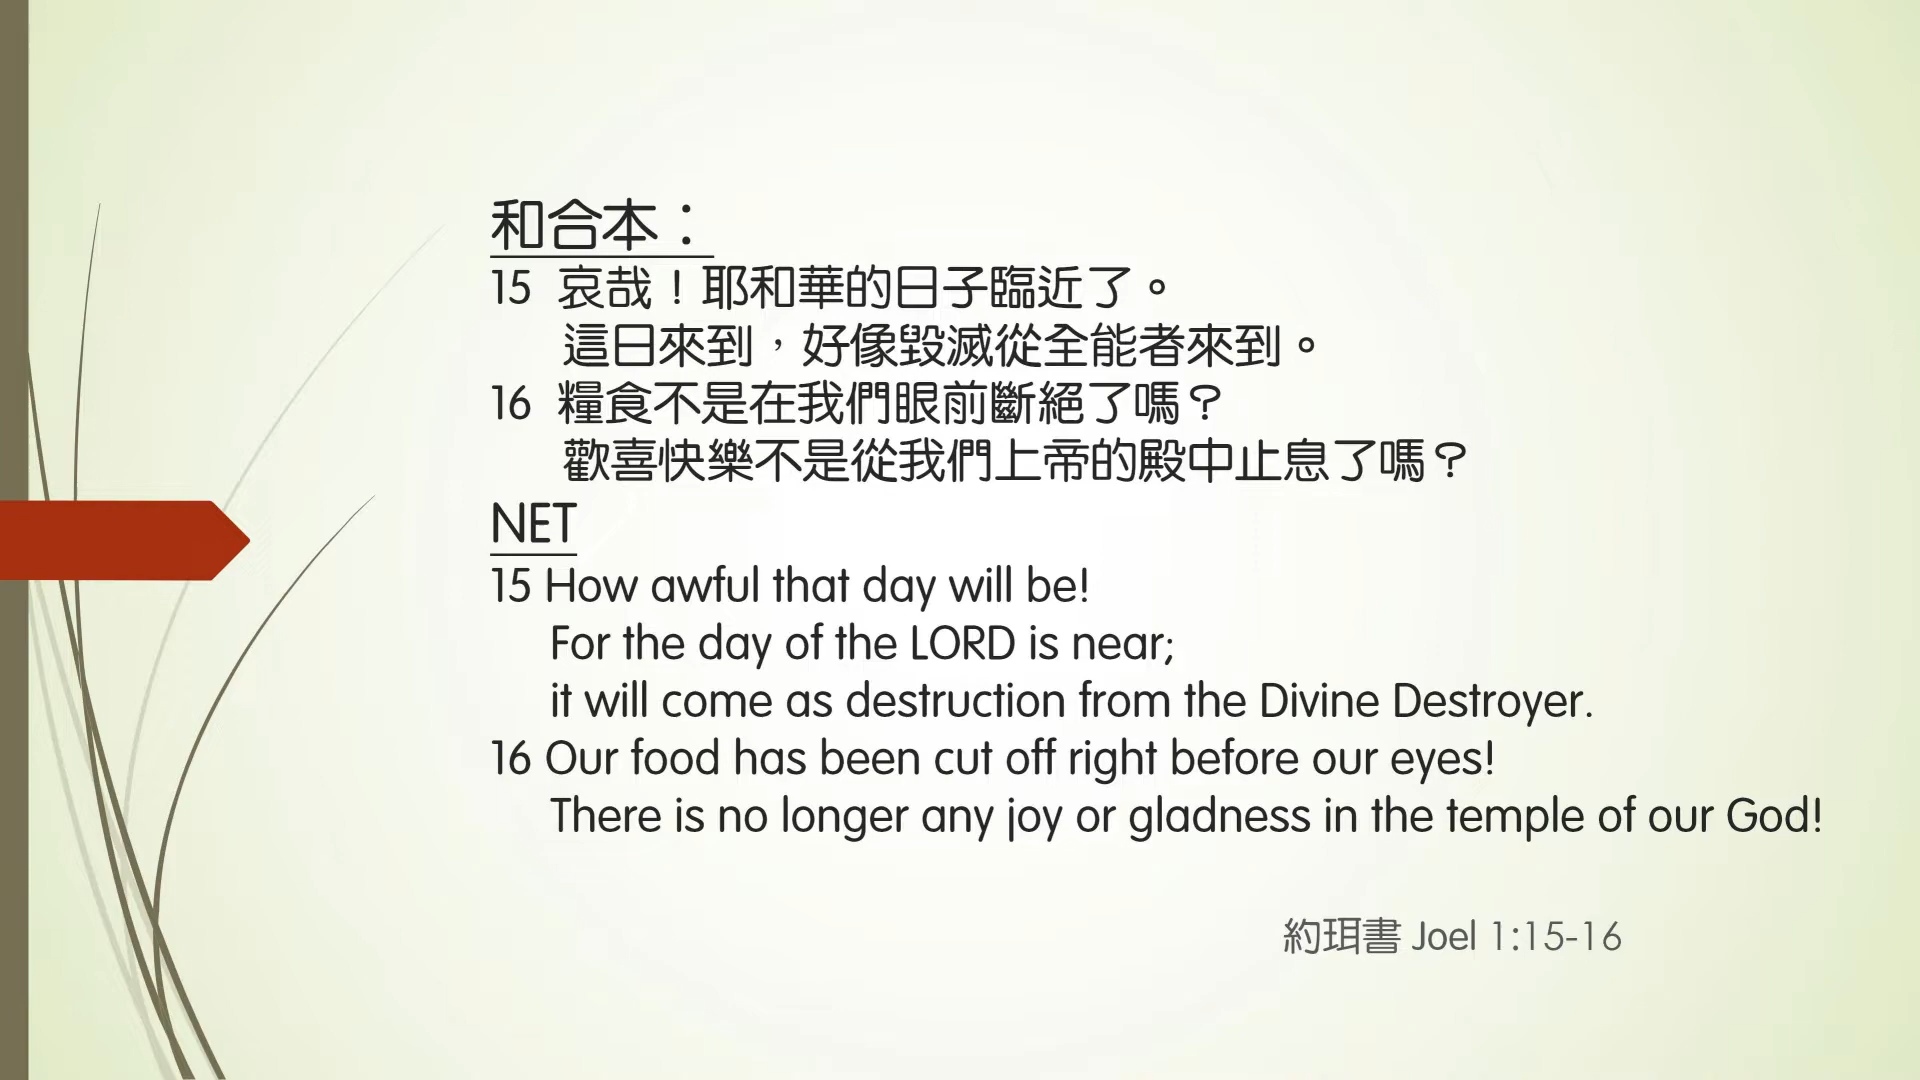 和合本：
15 哀哉！耶和華的日子臨近了。
這日來到，好像毀滅從全能者來到。
16 糧食不是在我們眼前斷絕了嗎？
歡喜快樂不是從我們上帝的殿中止息了嗎？
NET
15 How awful that day will be!
For the day of the LORD is near;
it will come as destruction from the Divine Destroyer.
16 Our food has been cut off right before our eyes!
There is no longer any joy or gladness in the temple of our God!
約珥書 Joel 1:15-16